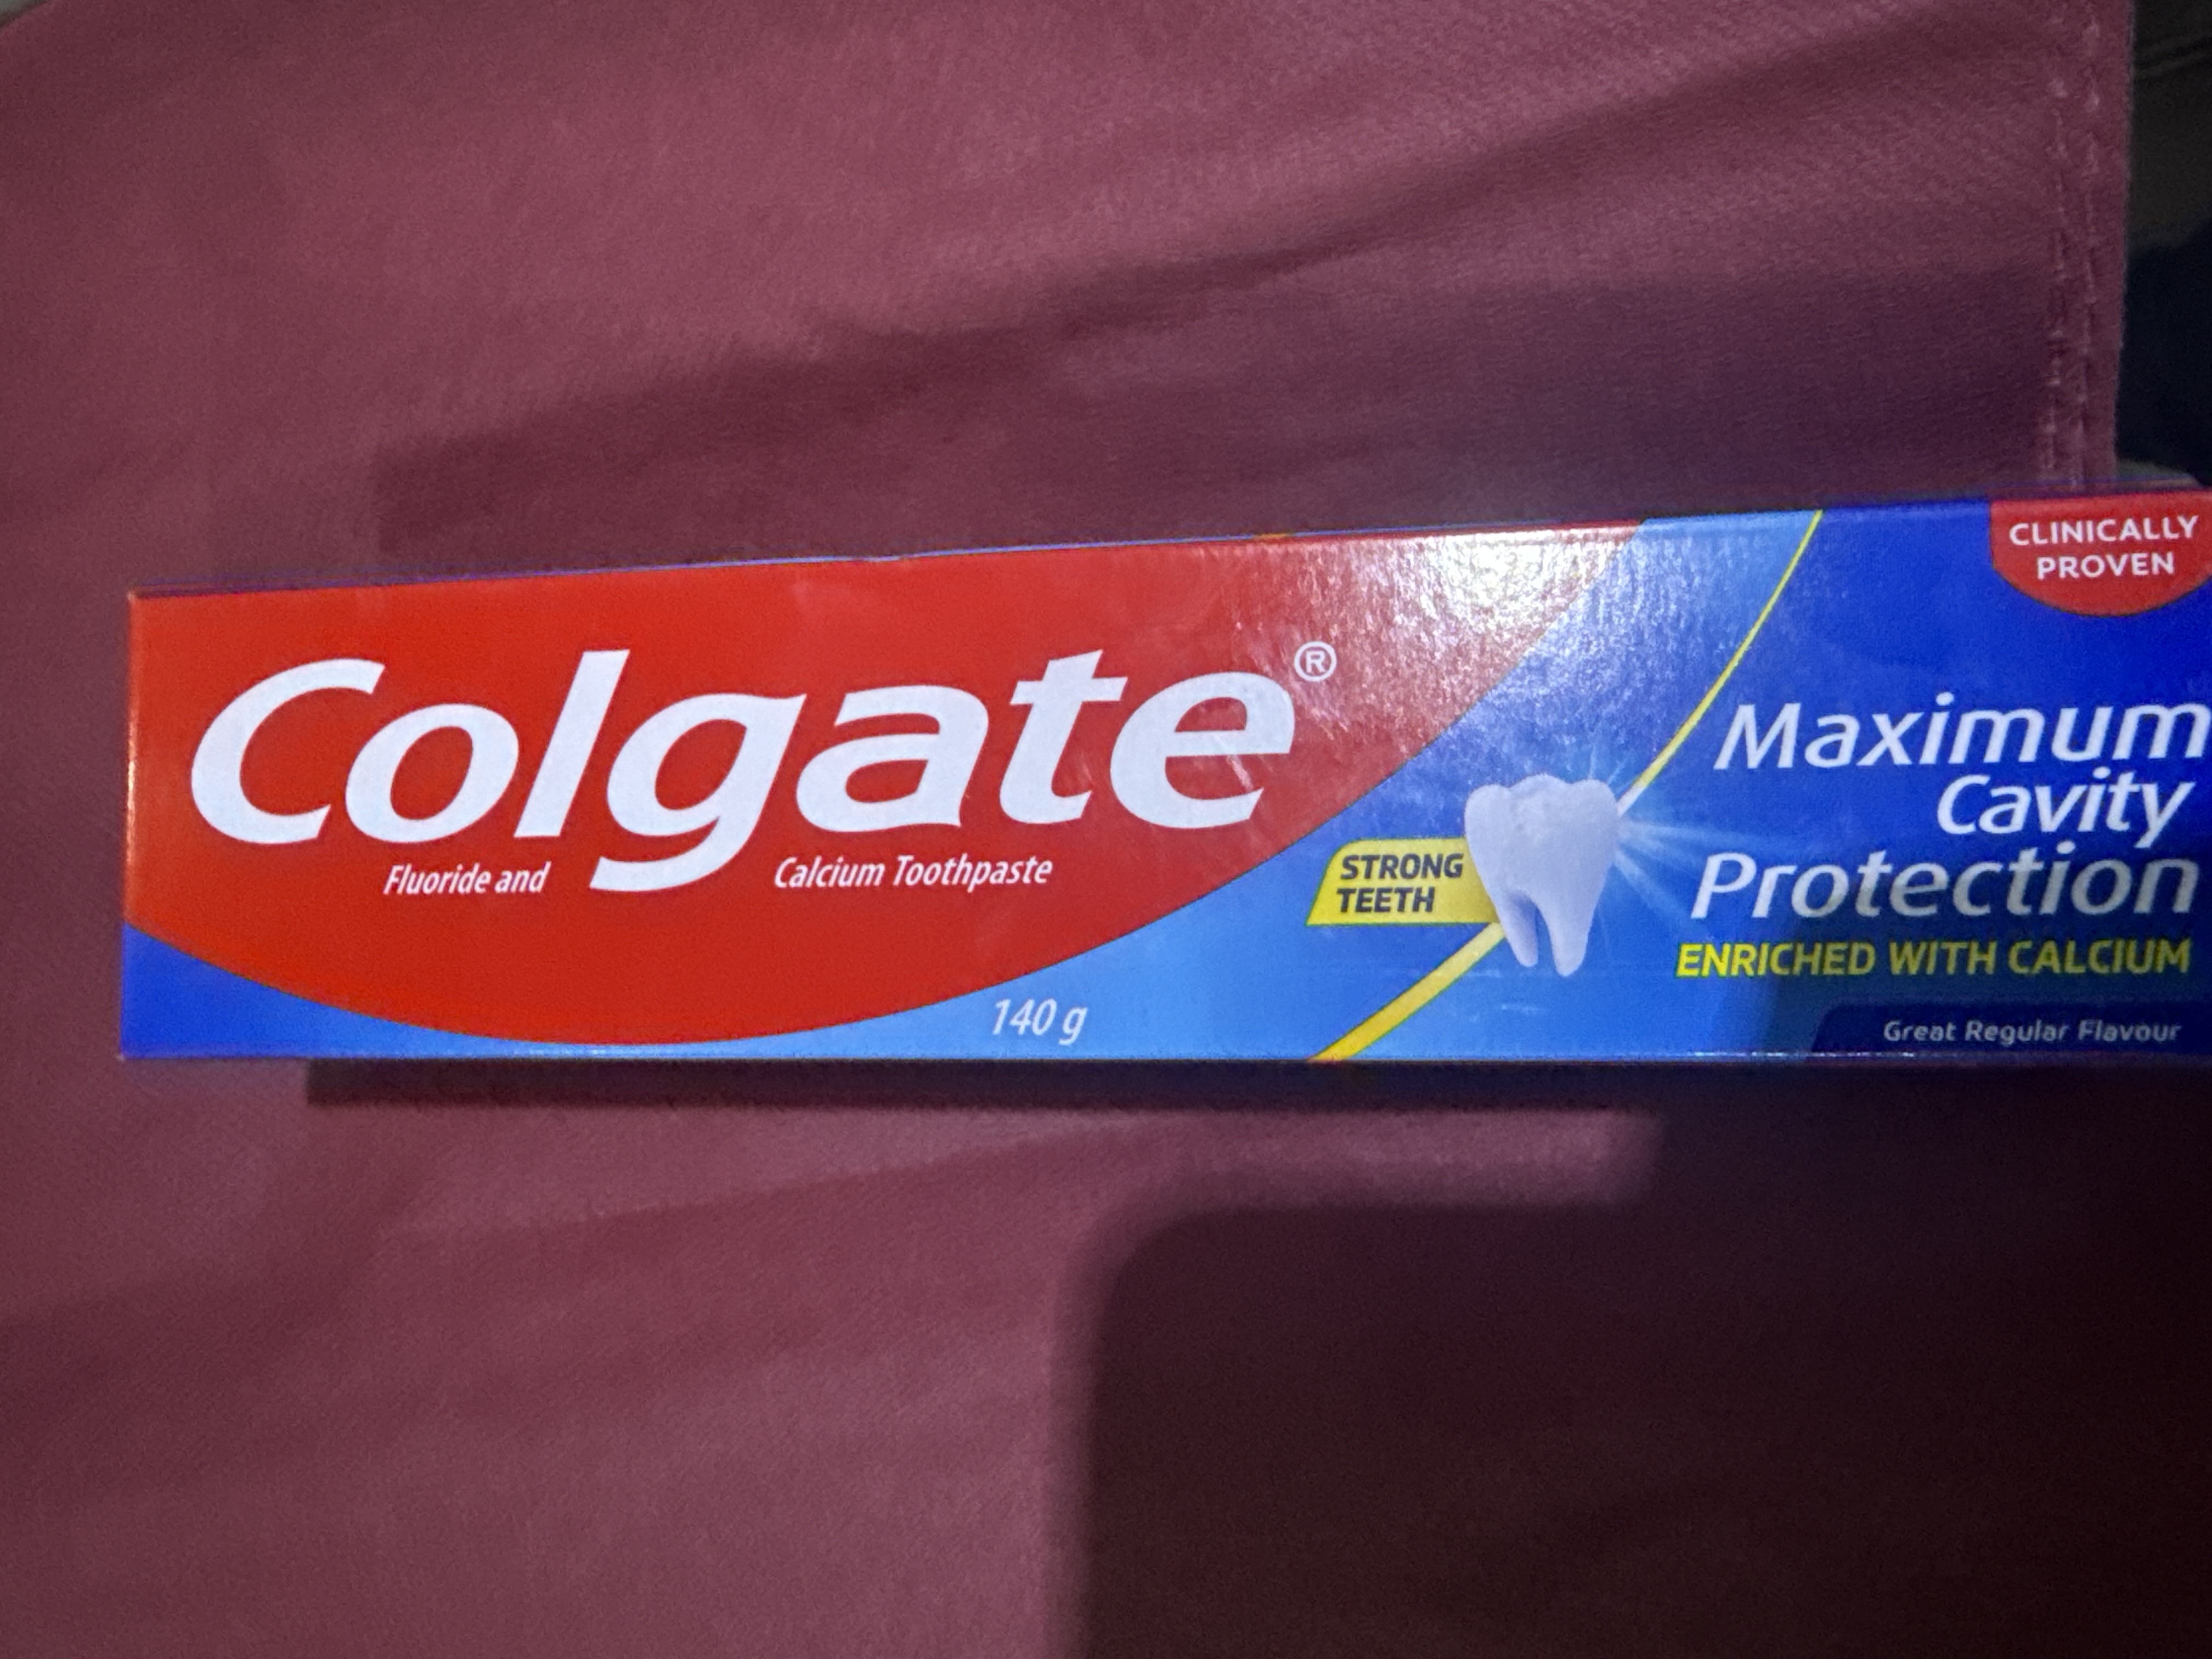 Colgate®
Fluoride and Calcium Toothpaste
140 g
STRONG
TEETH
CLINICALLY
PROVEN
Maximum
Cavity
Protection
ENRICHED WITH CALCIUM
Great Regular Flavour